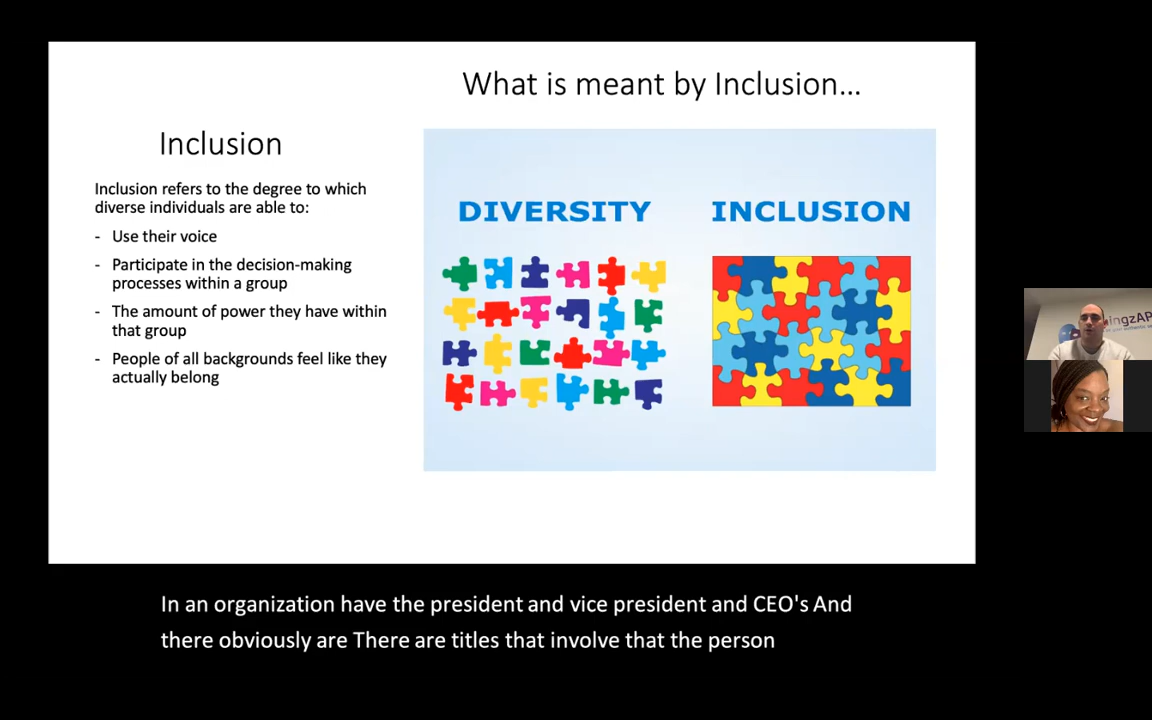 What is meant by Inclusion...
Inclusion
Inclusion refers to the degree to which
diverse individuals are able to:
- Use their voice
- Participate in the decision-making
processes within a group
- The amount of power they have within
that group
- People of all backgrounds feel like they
actually belong
DIVERSITY
INCLUSION
In an organization have the president and vice president and CEO's And
there obviously are There are titles that involve that the person